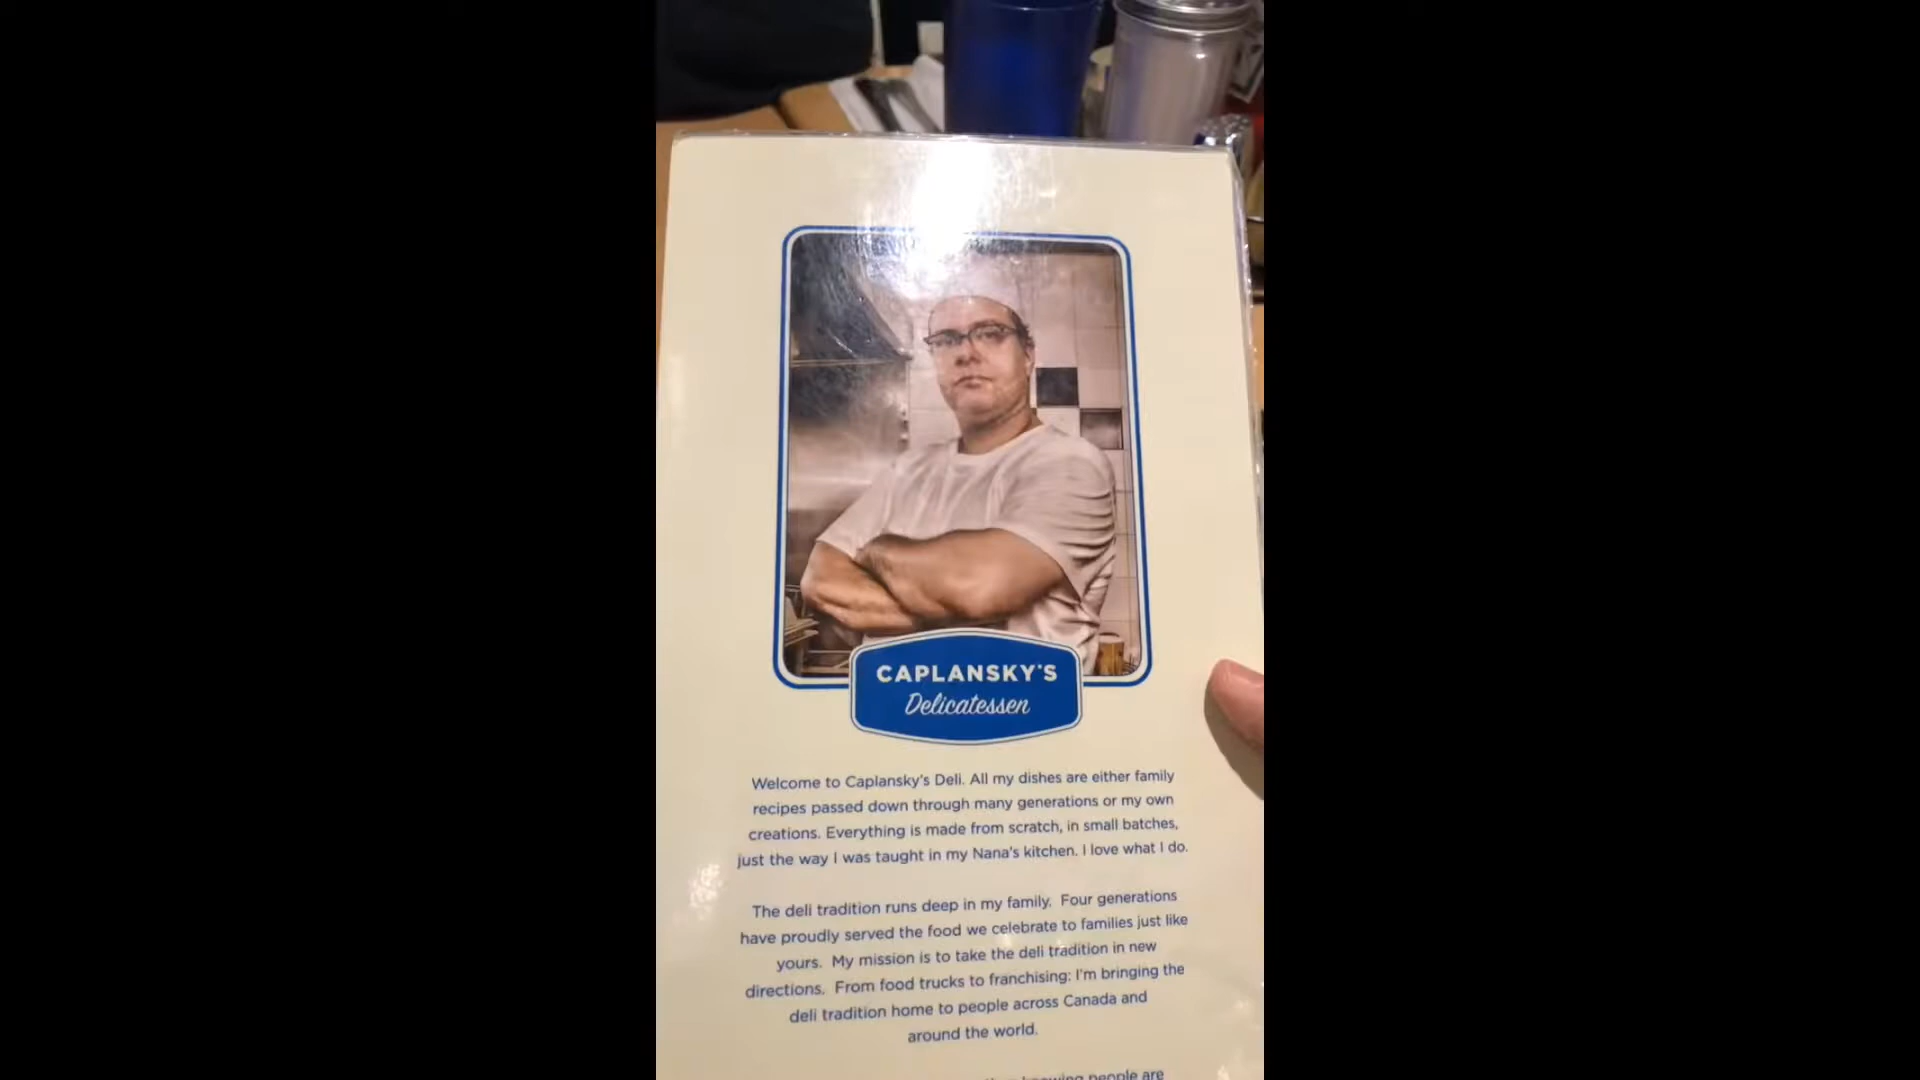 CAPLANSKY'S
Delicatessen
Welcome to Caplansky's Deli. All my dishes are either family
recipes passed down through many generations or my own
creations. Everything is made from scratch, in small batches,
just the way I was taught in my Nana's kitchen. I love what I do.
The deli tradition runs deep in my family. Four generations
have proudly served the food we celebrate to families just like
yours. My mission is to take the deli tradition in new
directions. From food trucks to franchising: I'm bringing the
deli tradition home to people across Canada and
around the world.
knowing people are